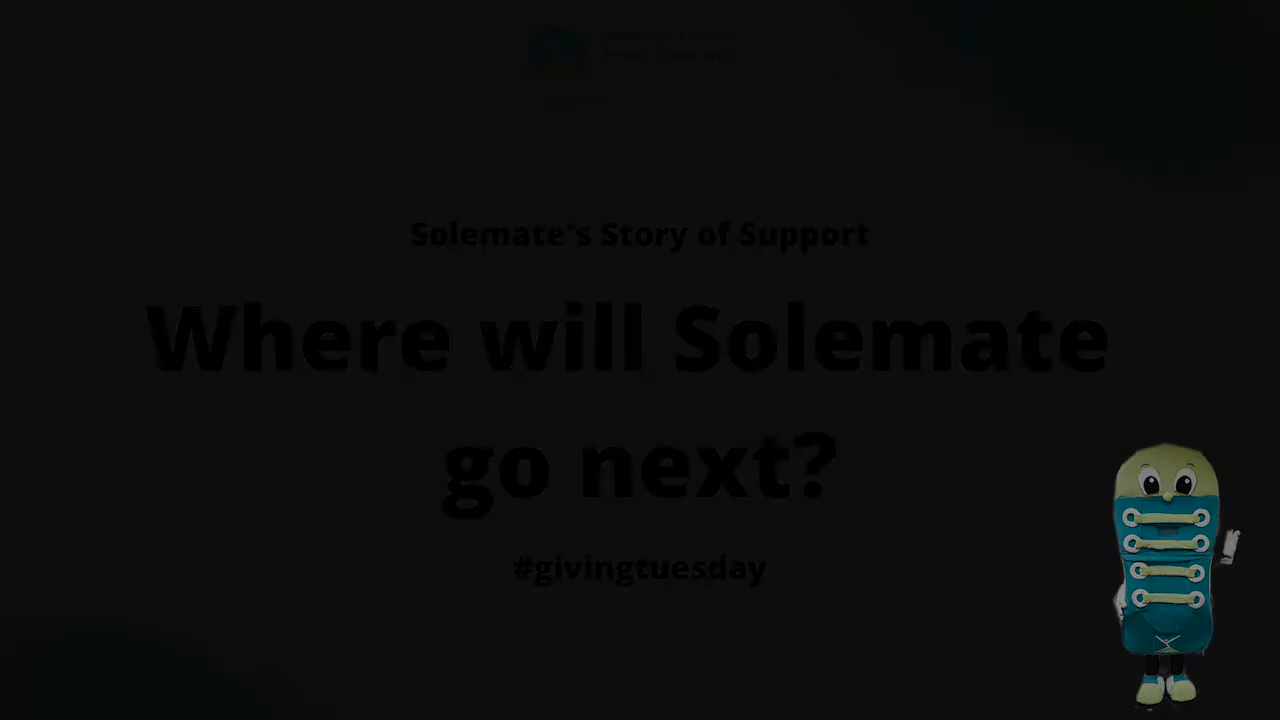 Solemate's Story of Support
Where will Solemate
go next?
#givingtuesday